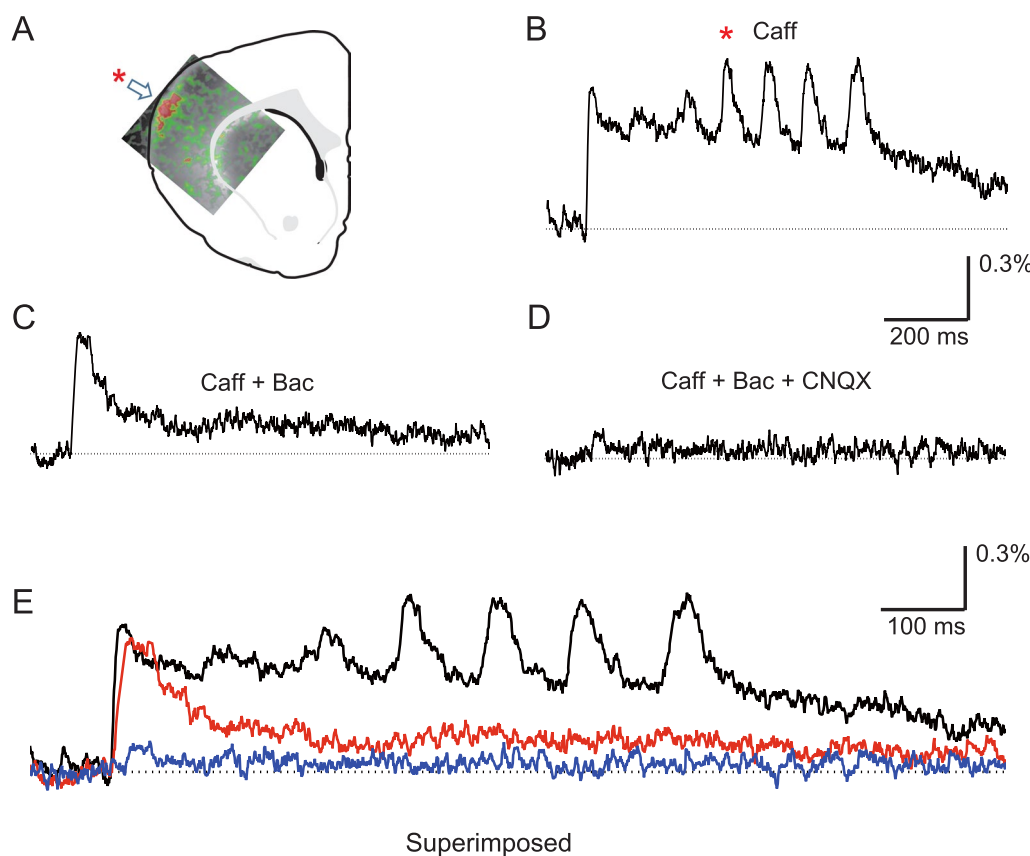 A
*
B
* Caff
0.3%
200 ms
C
Caff + Bac
D
Caff + Bac + CNQX
0.3%
100 ms
E
Superimposed